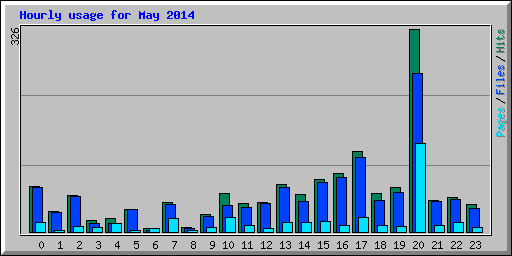 Hourly usage for May 2014
326
Pages/Files/Hits
0 1 2 3 4 5 6 7 8 9 10 11 12 13 14 15 16 17 18 19 20 21 22 23